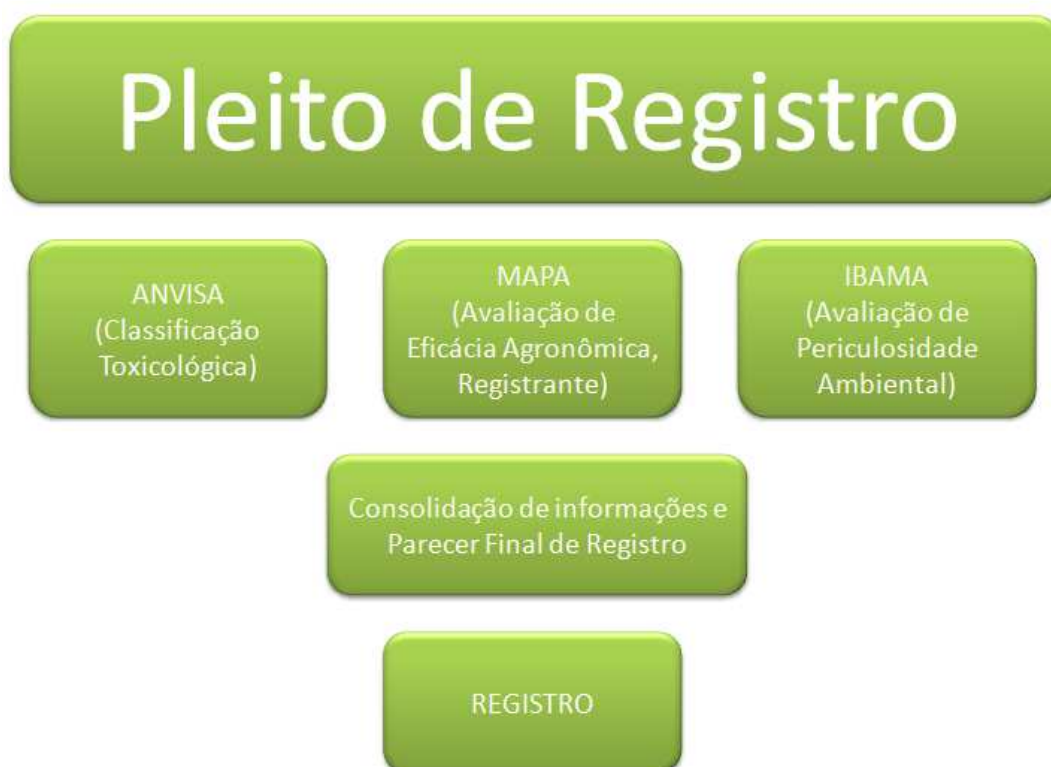 Pleito de Registro
ANVISA
(Classificação
Toxicológica)
MAPA
(Avaliação de
Eficácia Agronômica,
Registrante)
IBAMA
(Avaliação de
Periculosidade
Ambiental)
Consolidação de informações e
Parecer Final de Registro
REGISTRO